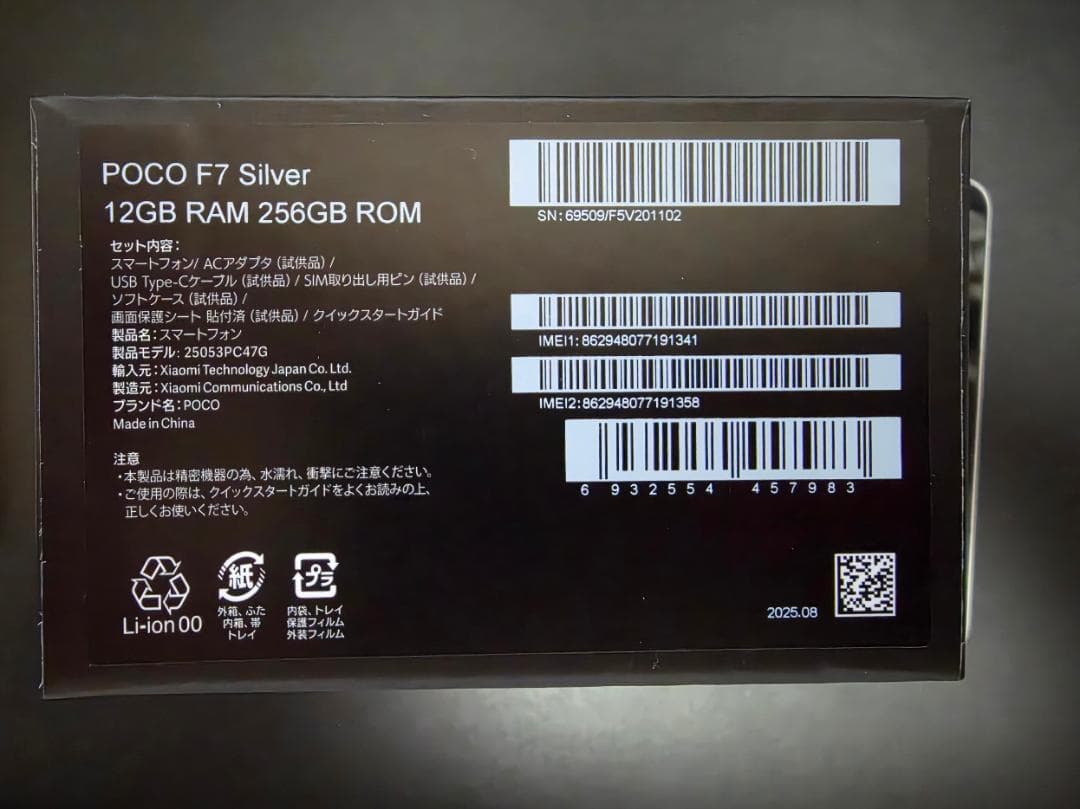 POCO F7 Silver
12GB RAM 256GB ROM
セット内容:
スマートフォン/ ACアダプタ (試供品) /
USB Type-Cケーブル (試供品) / SIM取り出し用ピン (試供品) /
ソフトケース (試供品) /
画面保護シート 貼付済 (試供品) / クイックスタートガイド
製品名:スマートフォン
製品モデル: 25053PC47G
輸入元:Xiaomi Technology Japan Co. Ltd.
製造元:Xiaomi Communications Co., Ltd
ブランド名:POCO
Made in China
注意
・本製品は精密機器の為、水濡れ、衝撃にご注意ください。
・ご使用の際は、クイックスタートガイドをよくお読みの上、
正しくお使いください。
Li-ion 00
紙
外箱、ふた
内箱、帯
トレイ
プラ
内袋、トレイ
保護フィルム
外装フィルム
SN: 69509/F5V201102
IMEI1: 862948077191341
IMEI2: 862948077191358
6 932554 457983
2025.08